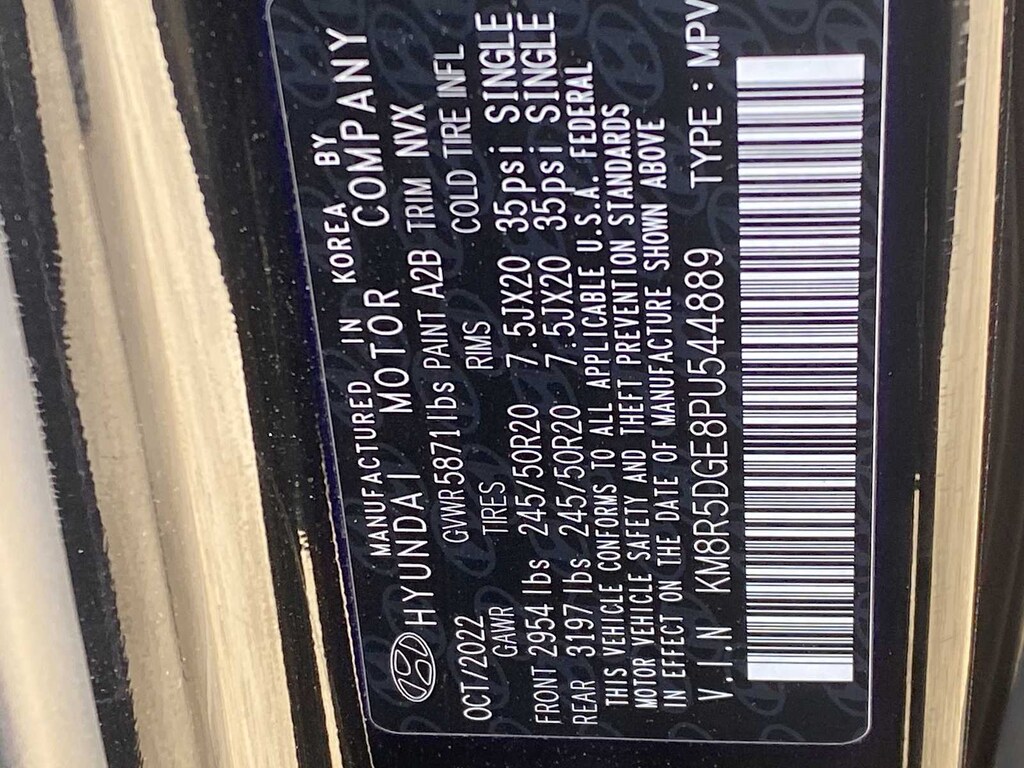 MANUFACTURED IN KOREA BY
HYUNDAI MOTOR COMPANY
OCT/2022 GVWR5871lbs PAINT A2B TRIM NVX
GAWR TIRES RIMS COLD TIRE INFL
FRONT 2954 lbs 245/50R20 7.5JX20 35psi SINGLE
REAR 3197 lbs 245/50R20 7.5JX20 35psi SINGLE
THIS VEHICLE CONFORMS TO ALL APPLICABLE U.S.A. FEDERAL
MOTOR VEHICLE SAFETY AND THEFT PREVENTION STANDARDS
IN EFFECT ON THE DATE OF MANUFACTURE SHOWN ABOVE
V.I.N KM8R5DGE8PU544889 TYPE : MPV